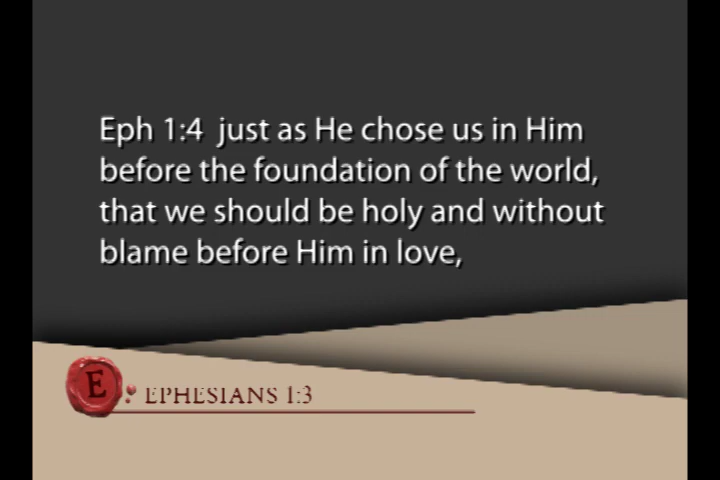 Eph 1:4 just as He chose us in Him
before the foundation of the world,
that we should be holy and without
blame before Him in love,
E
EPHESIANS 1:3